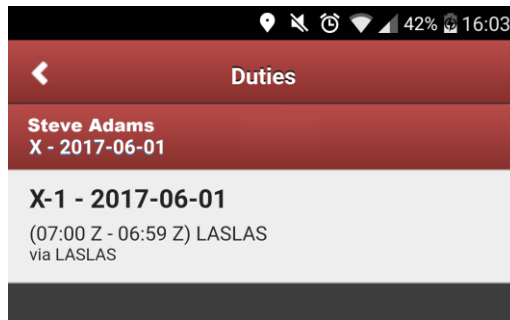 42% 16:03
Duties
Steve Adams
X - 2017-06-01
X-1 - 2017-06-01
(07:00 Z - 06:59 Z) LASLAS
via LASLAS